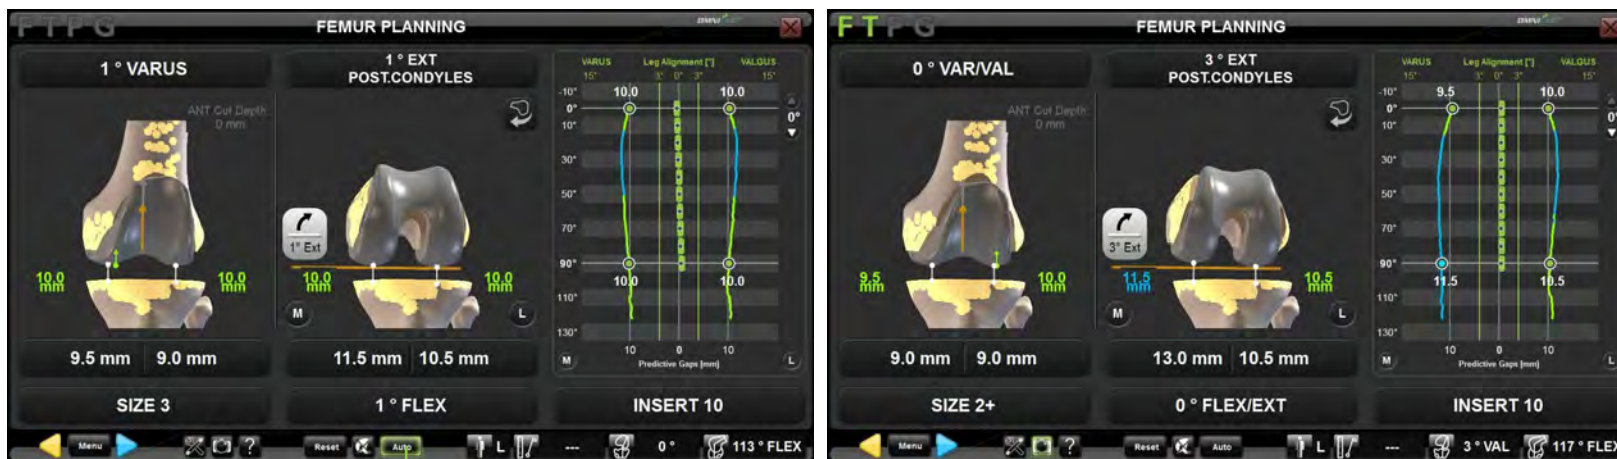 F T P G
FEMUR PLANNING
1 ° VARUS
1 ° EXT
POST.CONDYLES
VARUS Leg Alignment [°] VALGUS
15° 3° 0° 3° 15°
ANT Cut Depth
0 mm
-10°
10.0 10.0
0°
0°
10°
30°
50°
70°
1° Ext
90°
10.0
mm
10.0
mm
10.0
mm
10.0
mm
10.0 10.0
110°
M L
130°
10 0 10
9.5 mm 9.0 mm
11.5 mm 10.5 mm
M Predictive Gaps [mm] L
SIZE 3
1 ° FLEX
INSERT 10
Menu ? Reset Auto L --- 0 ° 113 ° FLEX
F T P G
FEMUR PLANNING
0 ° VAR/VAL
3 ° EXT
POST.CONDYLES
VARUS Leg Alignment [°] VALGUS
15° 3° 0° 3° 15°
ANT Cut Depth
0 mm
-10°
9.5 10.0
0°
0°
10°
30°
50°
70°
3° Ext
90°
9.5
mm
10.0
mm
11.5
mm
10.5
mm
11.5 10.5
110°
M L
130°
10 0 10
9.0 mm 9.0 mm
13.0 mm 10.5 mm
M Predictive Gaps [mm] L
SIZE 2+
0 ° FLEX/EXT
INSERT 10
Menu ? Reset Auto L --- 3 ° VAL 117 ° FLEX